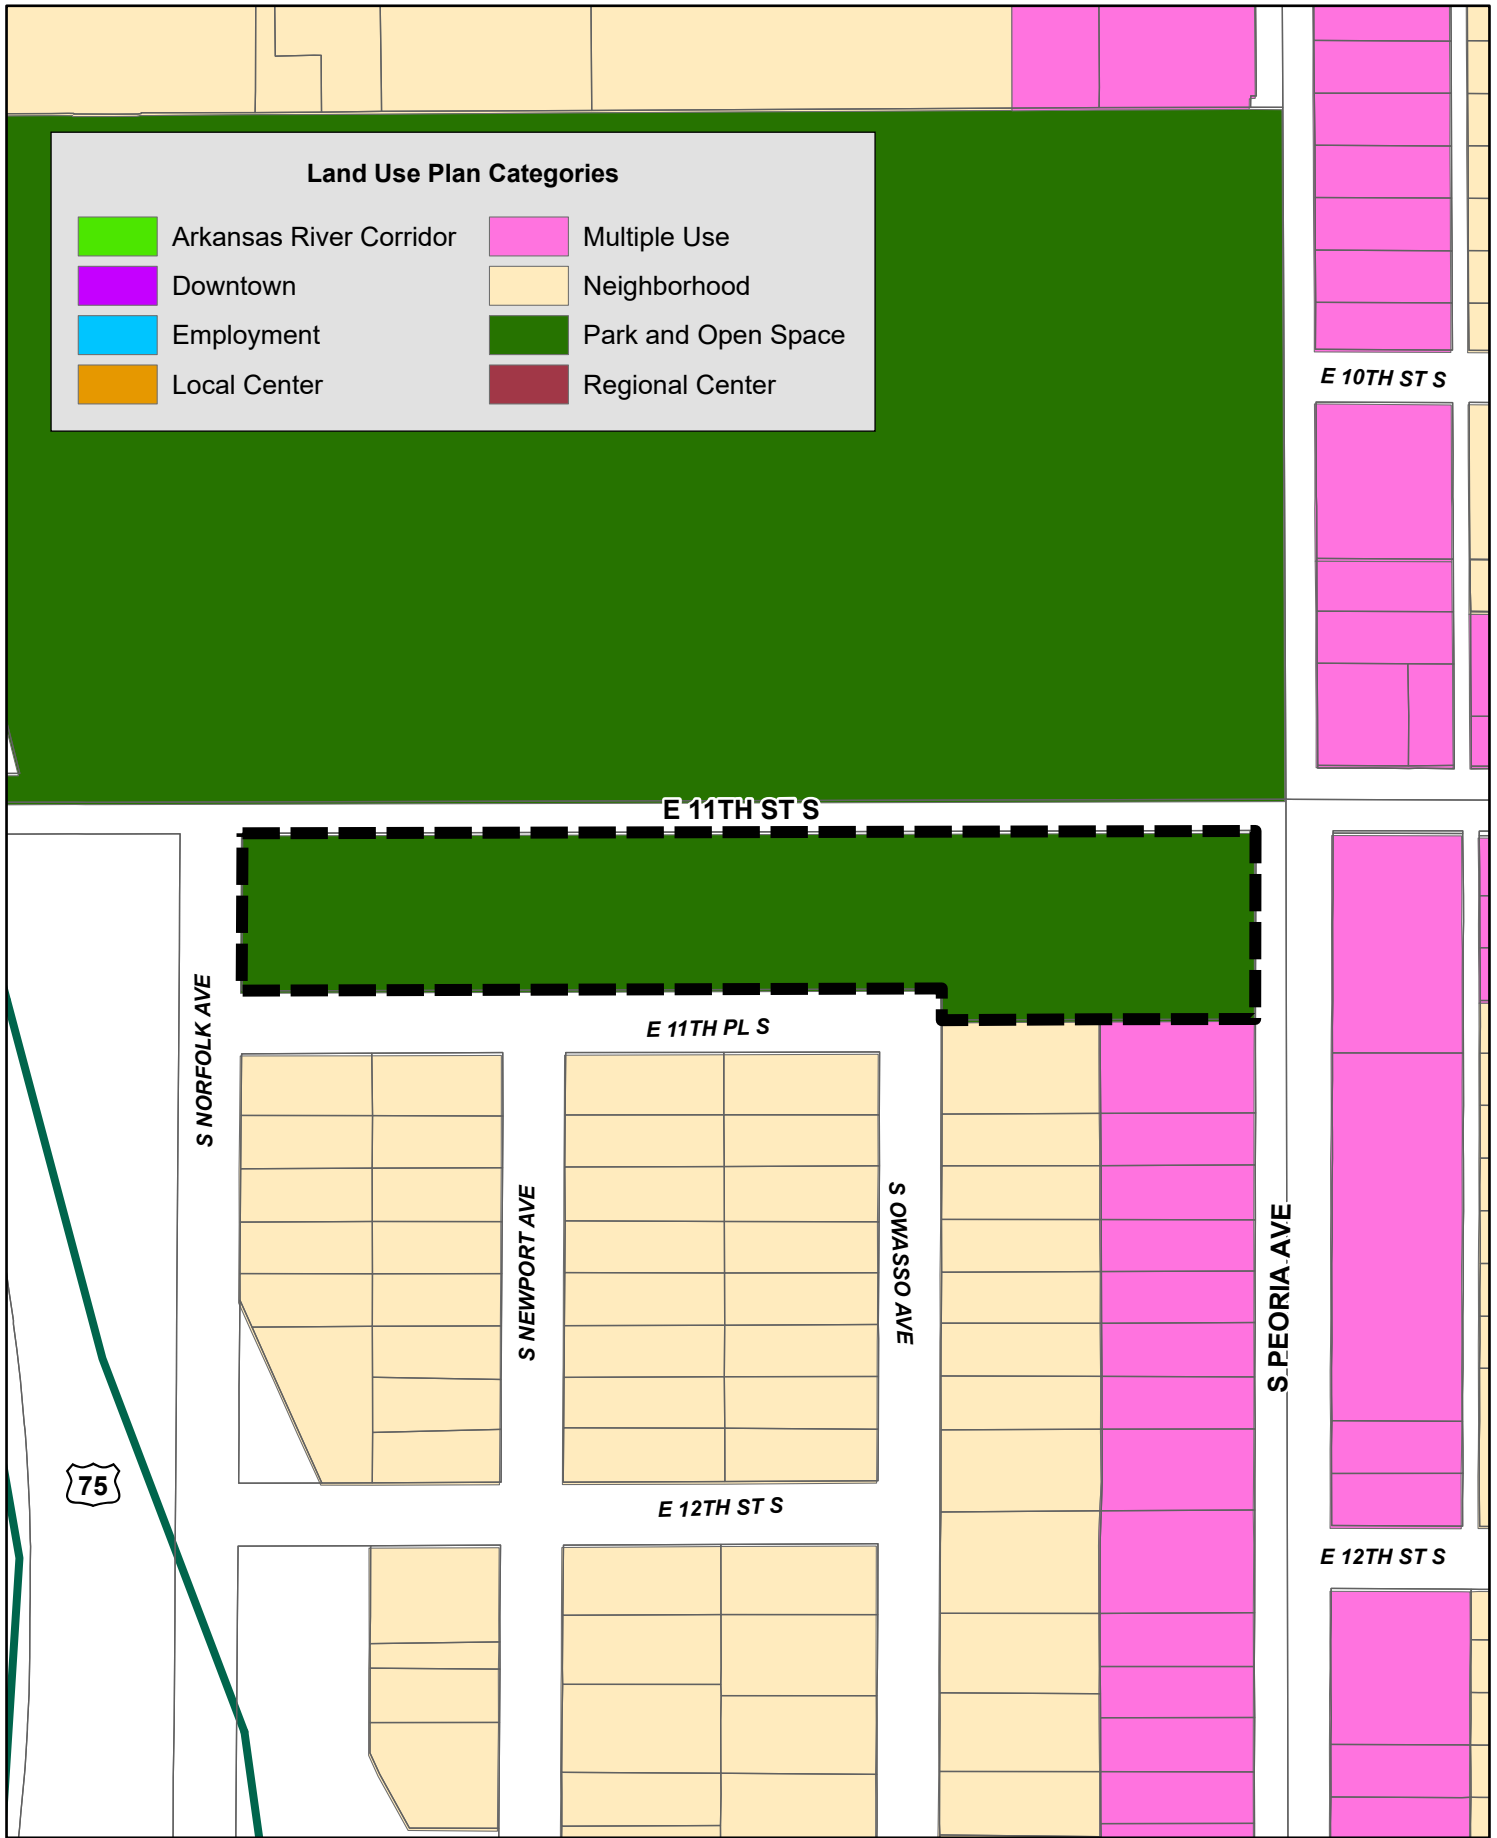 Land Use Plan Categories
Arkansas River Corridor
Downtown
Employment
Local Center
Multiple Use
Neighborhood
Park and Open Space
Regional Center
E 10TH ST S
E 11TH ST S
E 11TH PL S
S NORFOLK AVE
S NEWPORT AVE
S OWASSO AVE
S PEORIA AVE
75
E 12TH ST S
E 12TH ST S